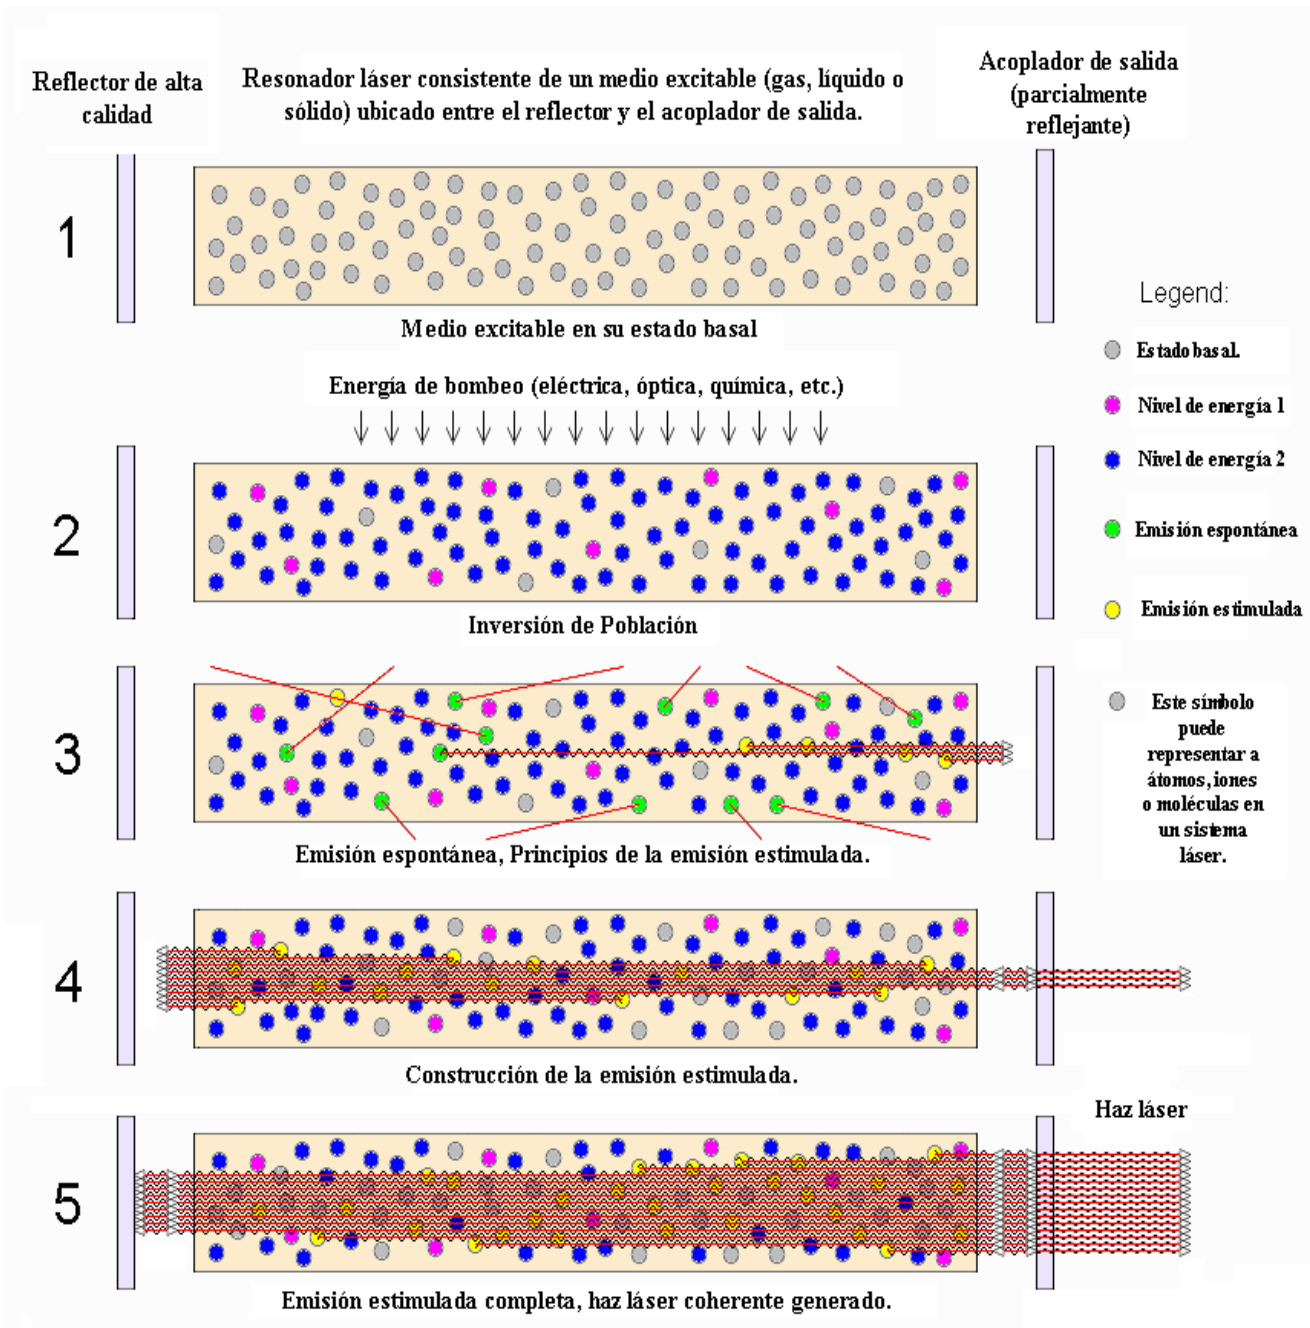 Reflector de alta
calidad
Resonador láser consistente de un medio excitable (gas, líquido o
sólido) ubicado entre el reflector y el acoplador de salida.
Acoplador de salida
(parcialmente
reflejante)
1
Medio excitable en su estado basal
Energía de bombeo (eléctrica, óptica, química, etc.)
2
Inversión de Población
3
Emisión espontánea, Principios de la emisión estimulada.
4
Construcción de la emisión estimulada.
5
Haz láser
Emisión estimulada completa, haz láser coherente generado.
Legend:
Estado basal.
Nivel de energía 1
Nivel de energía 2
Emisión espontánea
Emisión estimulada
Este símbolo
puede
representar a
átomos, iones
o moléculas en
un sistema
láser.